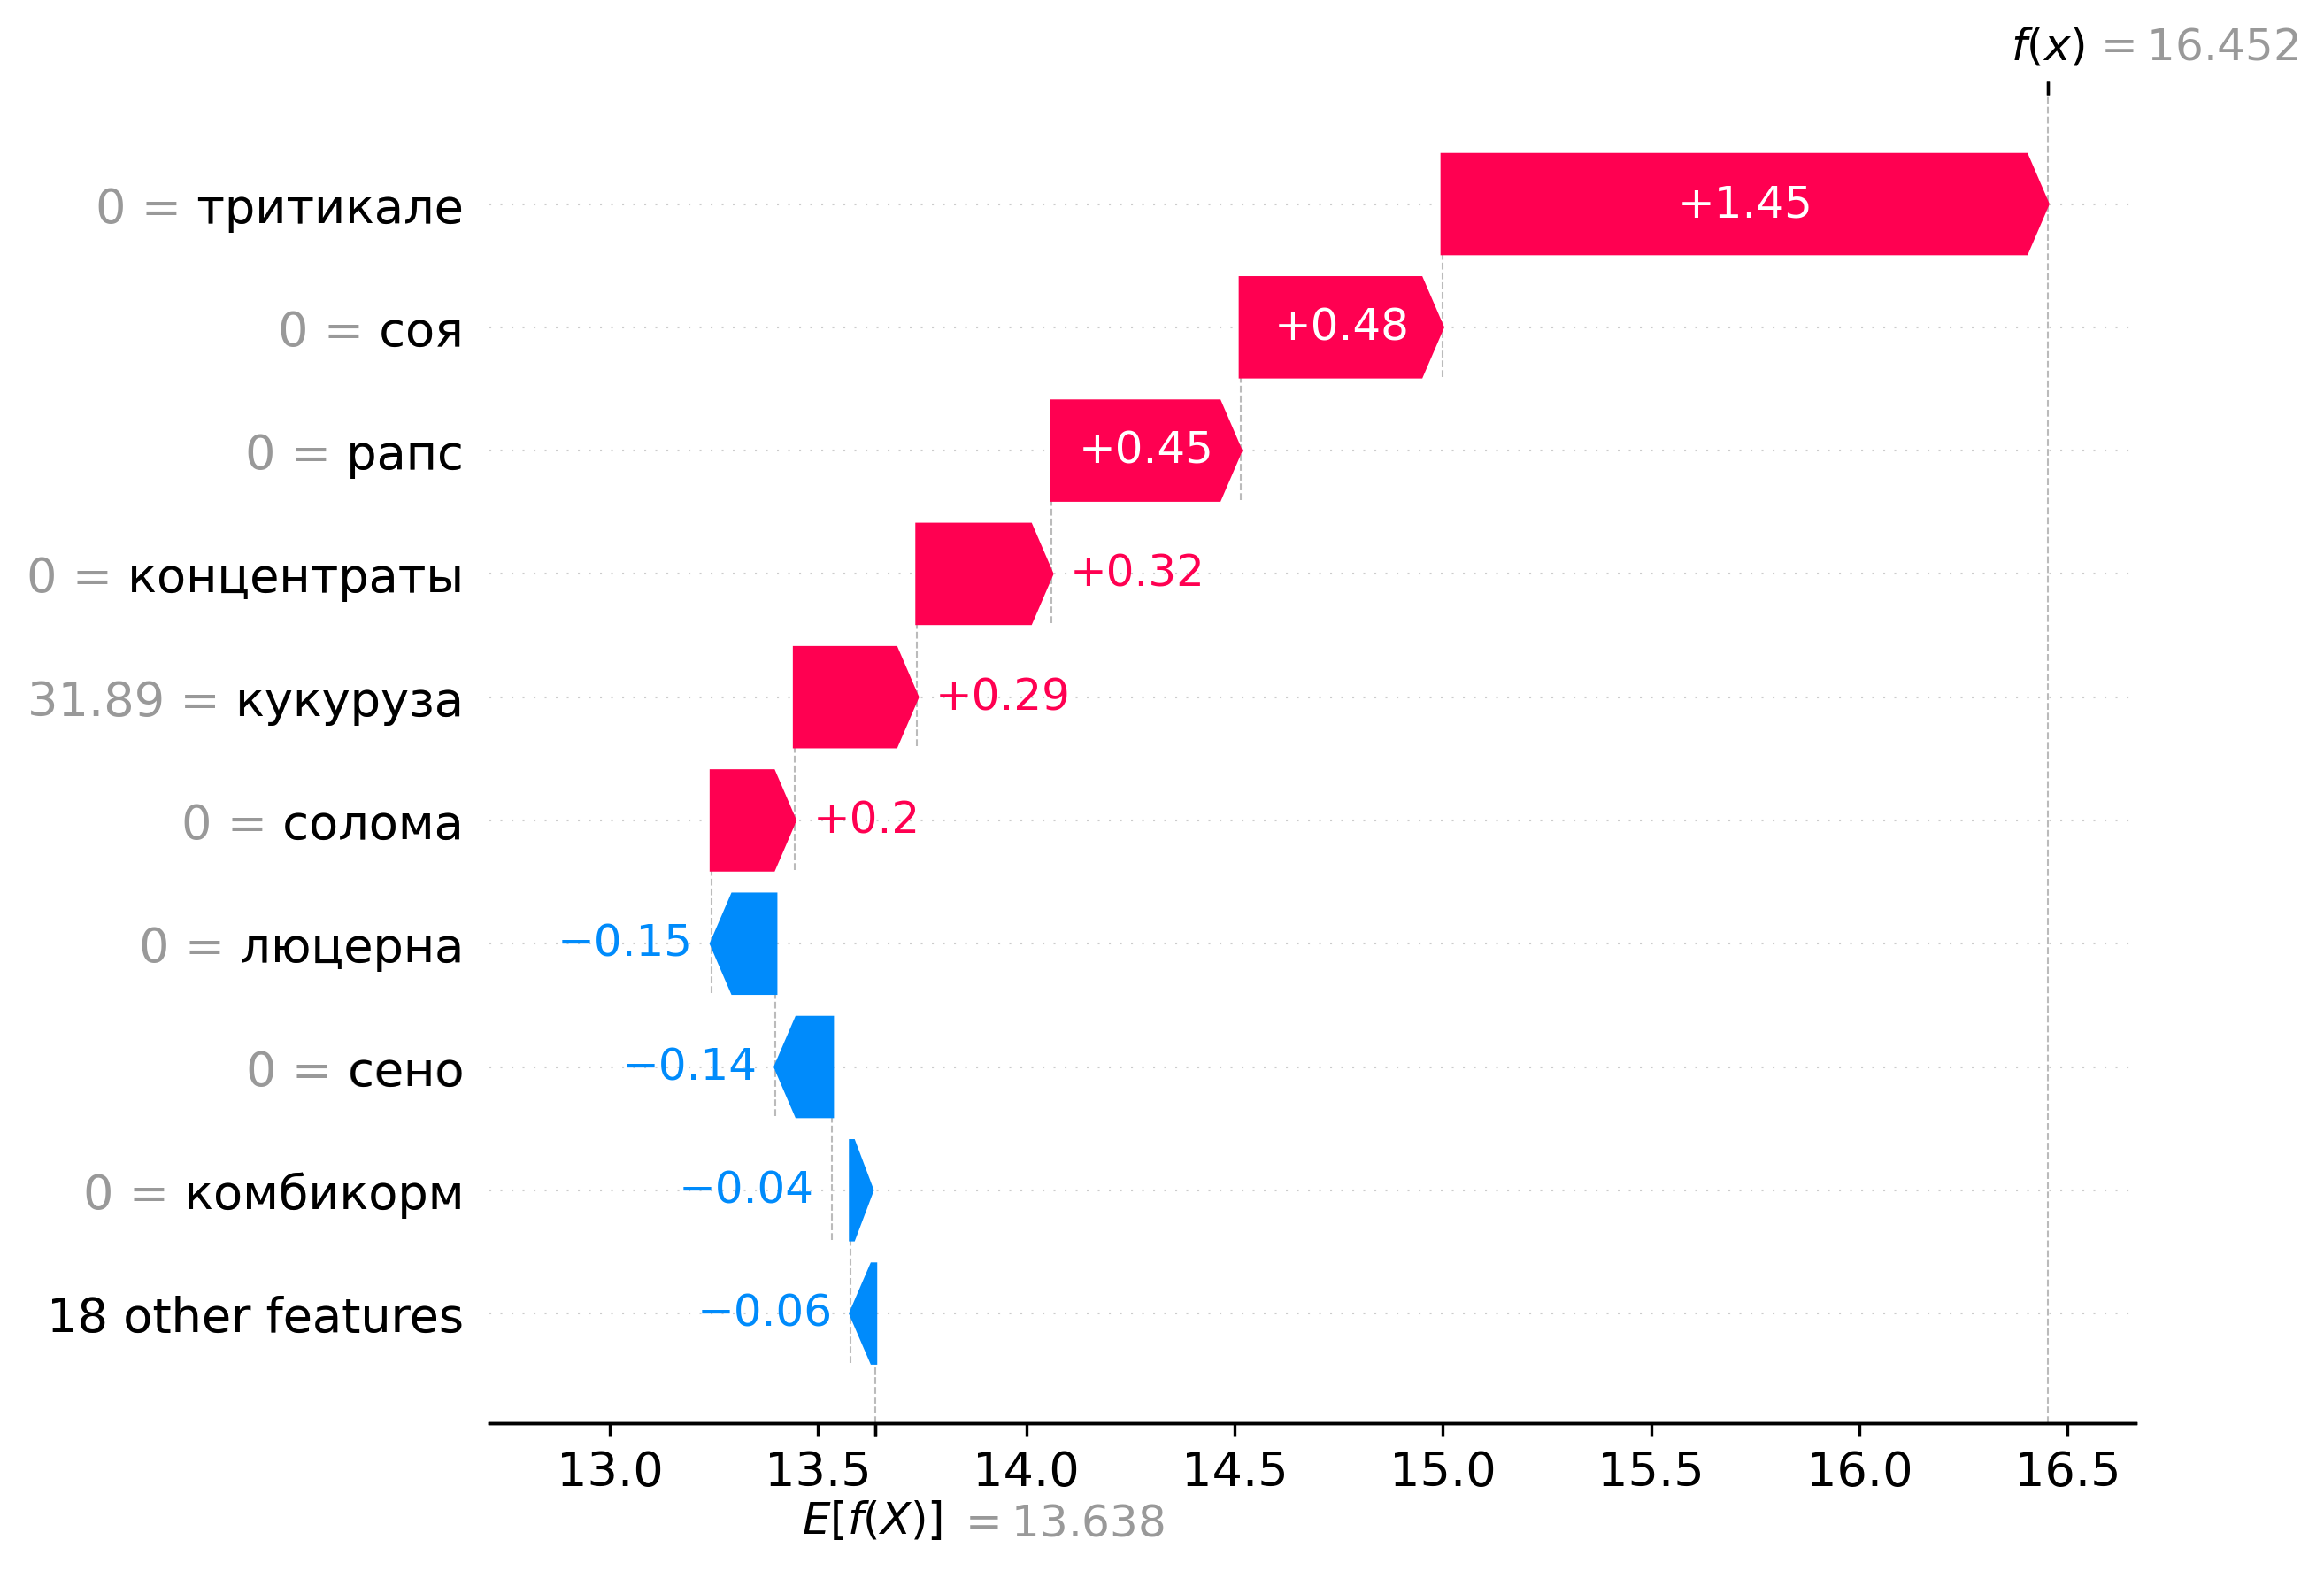 f(x) = 16.452
0 = тритикале +1.45
0 = соя +0.48
0 = рапс +0.45
0 = концентраты +0.32
31.89 = кукуруза +0.29
0 = солома +0.2
0 = люцерна −0.15
0 = сено −0.14
0 = комбикорм −0.04
18 other features −0.06
13.0 13.5 14.0 14.5 15.0 15.5 16.0 16.5
E[f(X)] = 13.638